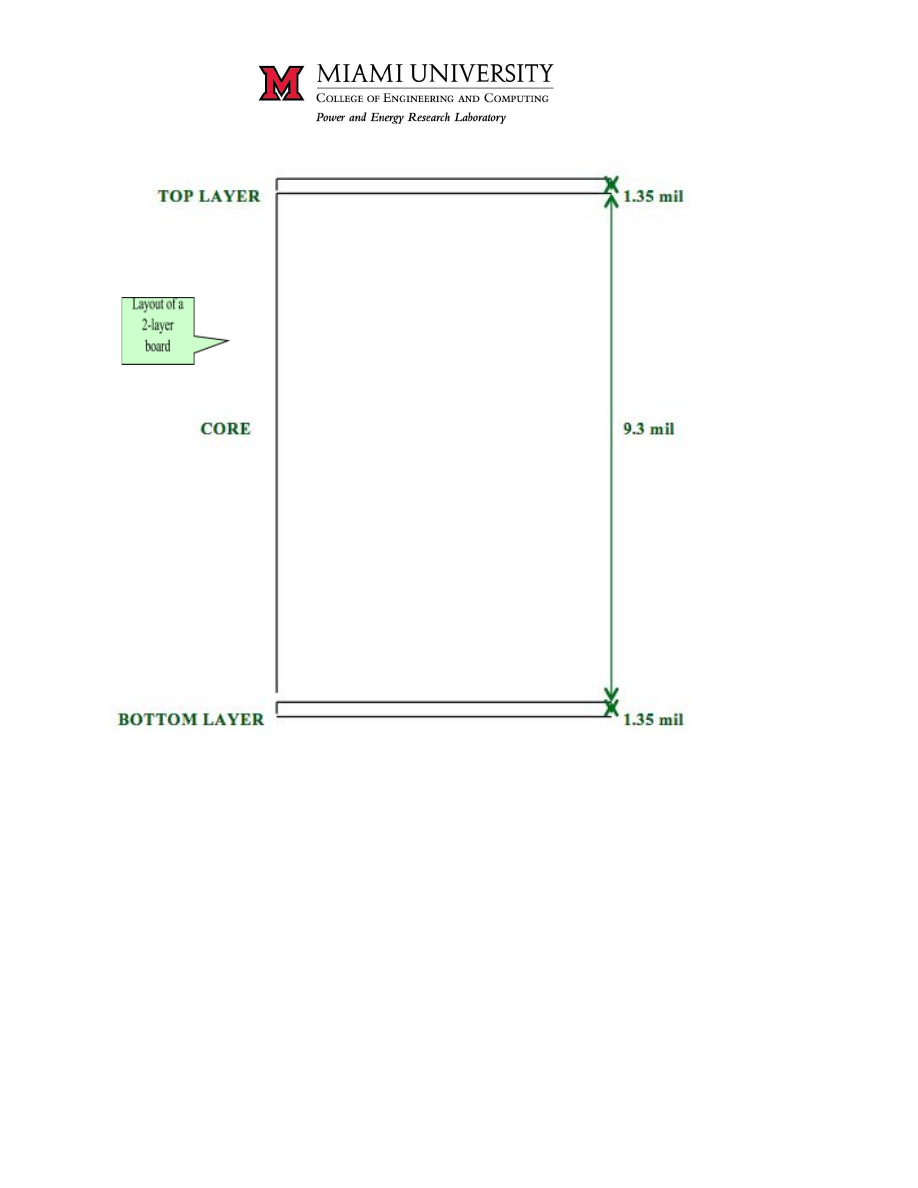 MIAMI UNIVERSITY
COLLEGE OF ENGINEERING AND COMPUTING
Power and Energy Research Laboratory
TOP LAYER
1.35 mil
Layout of a
2-layer
board
CORE
9.3 mil
BOTTOM LAYER
1.35 mil